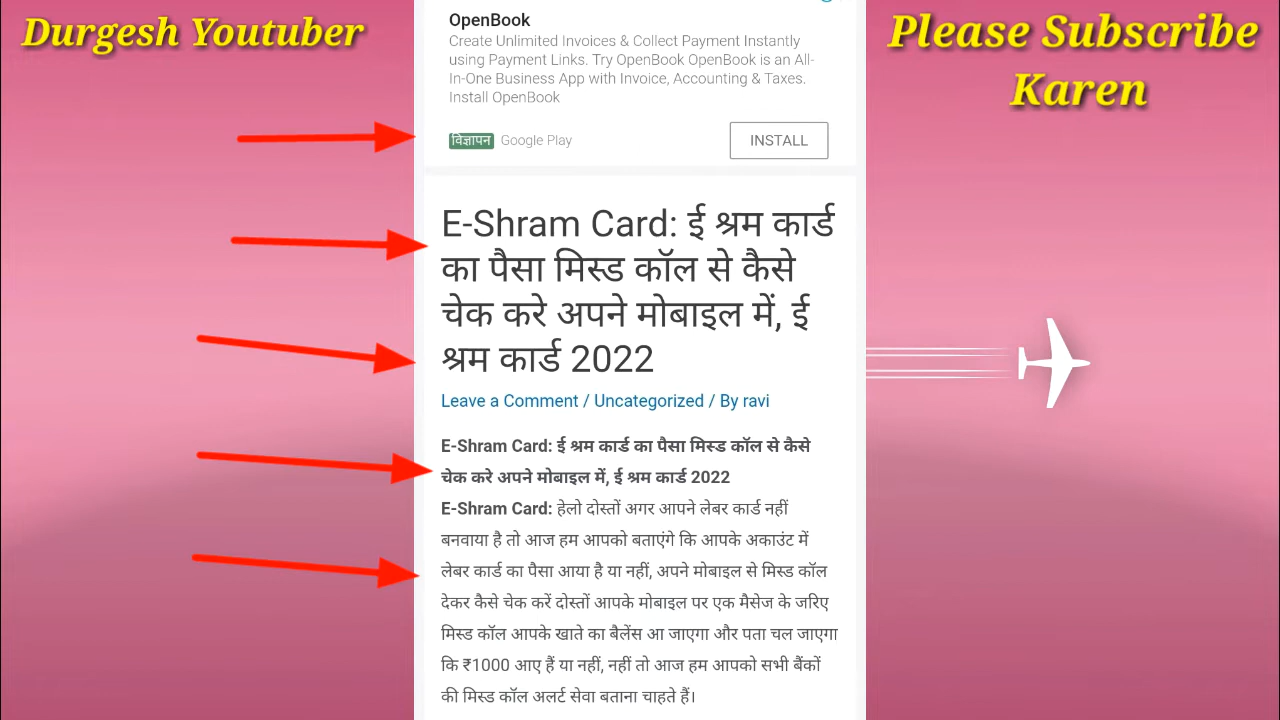 Durgesh Youtuber
Please Subscribe
Karen
OpenBook
Create Unlimited Invoices & Collect Payment Instantly
using Payment Links. Try OpenBook OpenBook is an All-
In-One Business App with Invoice, Accounting & Taxes.
Install OpenBook
विज्ञापन Google Play
INSTALL
E-Shram Card: ई श्रम कार्ड
का पैसा मिस्ड कॉल से कैसे
चेक करे अपने मोबाइल में, ई
श्रम कार्ड 2022
Leave a Comment / Uncategorized / By ravi
E-Shram Card: ई श्रम कार्ड का पैसा मिस्ड कॉल से कैसे
चेक करे अपने मोबाइल में, ई श्रम कार्ड 2022
E-Shram Card: हेलो दोस्तों अगर आपने लेबर कार्ड नहीं
बनवाया है तो आज हम आपको बताएंगे कि आपके अकाउंट में
लेबर कार्ड का पैसा आया है या नहीं, अपने मोबाइल से मिस्ड कॉल
देकर कैसे चेक करें दोस्तों आपके मोबाइल पर एक मैसेज के जरिए
मिस्ड कॉल आपके खाते का बैलेंस आ जाएगा और पता चल जाएगा
कि ₹1000 आए हैं या नहीं, नहीं तो आज हम आपको सभी बैंकों
की मिस्ड कॉल अलर्ट सेवा बताना चाहते हैं।